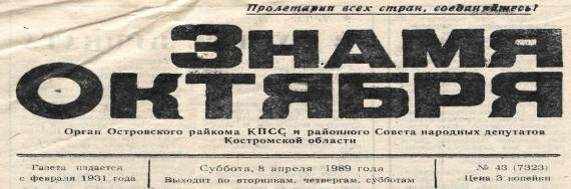 Пролетарии всех стран, соединяйтесь!
ЗНАМЯ
ОКТЯБРЯ
Орган Островского райкома КПСС и районного Совета народных депутатов
Костромской области
Газета издается
с февраля 1931 года
Суббота, 8 апреля 1989 года
Выходит по вторникам, четвергам, субботам
№ 43 (7323)
Цена 3 копейки